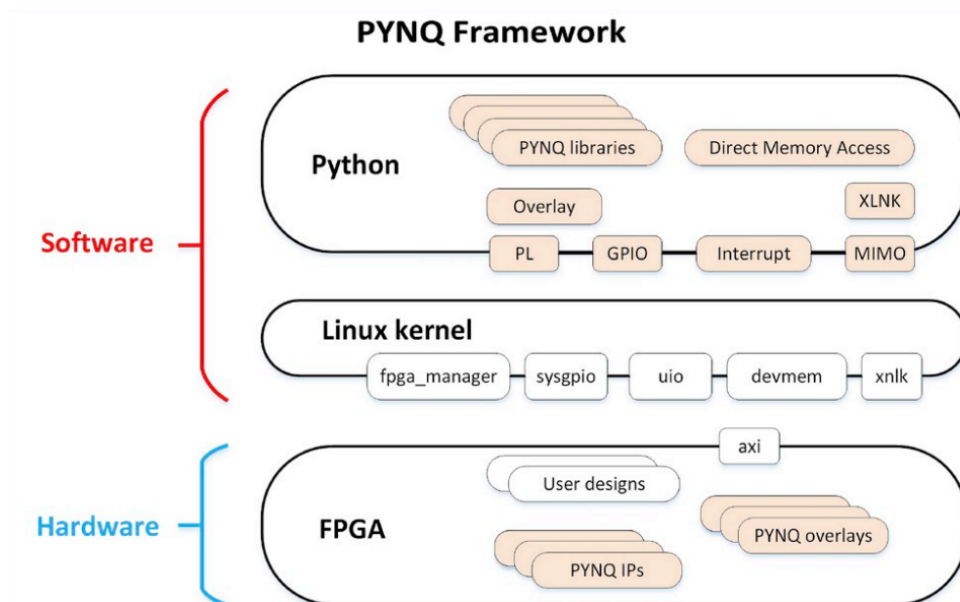 PYNQ Framework
PYNQ libraries
Direct Memory Access
Python
Overlay
XLNK
Software
PL
GPIO
Interrupt
MIMO
Linux kernel
fpga_manager
sysgpio
uio
devmem
xnlk
axi
User designs
Hardware
FPGA
PYNQ overlays
PYNQ IPs